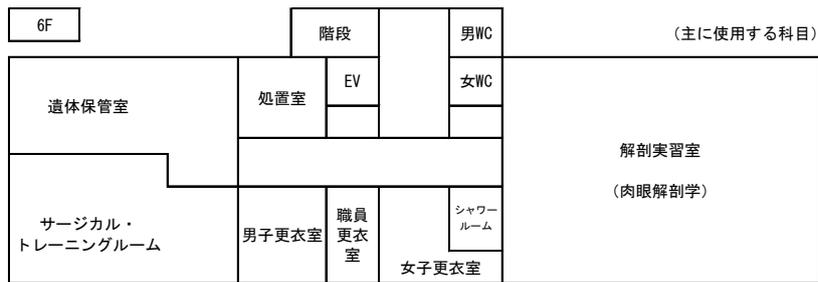 6F
階段
男WC
(主に使用する科目)
遺体保管室
処置室
EV
女WC
解剖実習室
(肉眼解剖学)
サージカル・
トレーニングルーム
男子更衣室
職員
更衣
室
シャワー
ルーム
女子更衣室